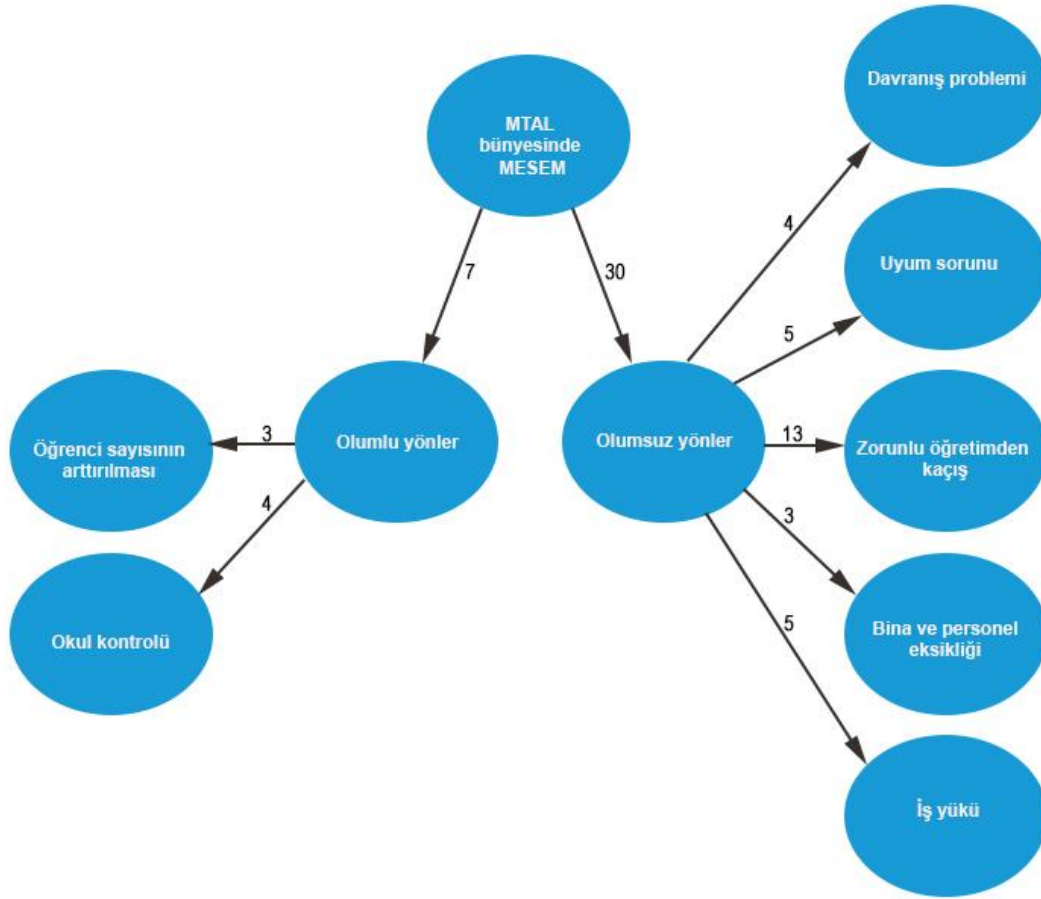 MTAL
bünyesinde
MESEM
7
30
Olumlu yönler
3
Öğrenci sayısının
arttırılması
4
Okul kontrolü
Olumsuz yönler
4
Davranış problemi
5
Uyum sorunu
13
Zorunlu öğretimden
kaçış
3
Bina ve personel
eksikliği
5
İş yükü